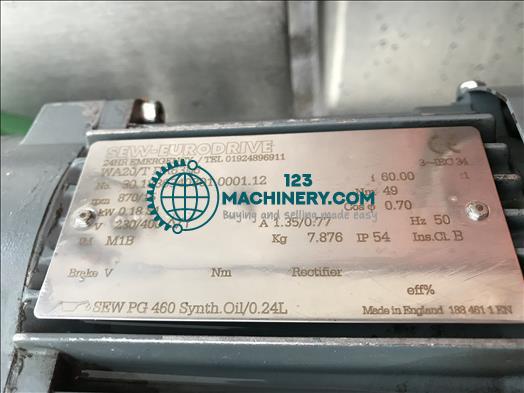 SEW-EURODRIVE
24HR EMERGENCY TEL 01924896911
WA20/T
3~IEC 34
No. 30.1 0001.12
i 60.00
:1
rpm 870/
Nm 49
kW 0.18
Cos φ 0.70
V 230/400
A 1.35/0.77
Hz 50
IM M1B
Kg 7.876
IP 54
Ins.Cl. B
Brake V
Nm
Rectifier
eff%
SEW PG 460 Synth.Oil/0.24L
Made in England
188 461 1 EN
123
MACHINERY.COM
Buying and selling made easy